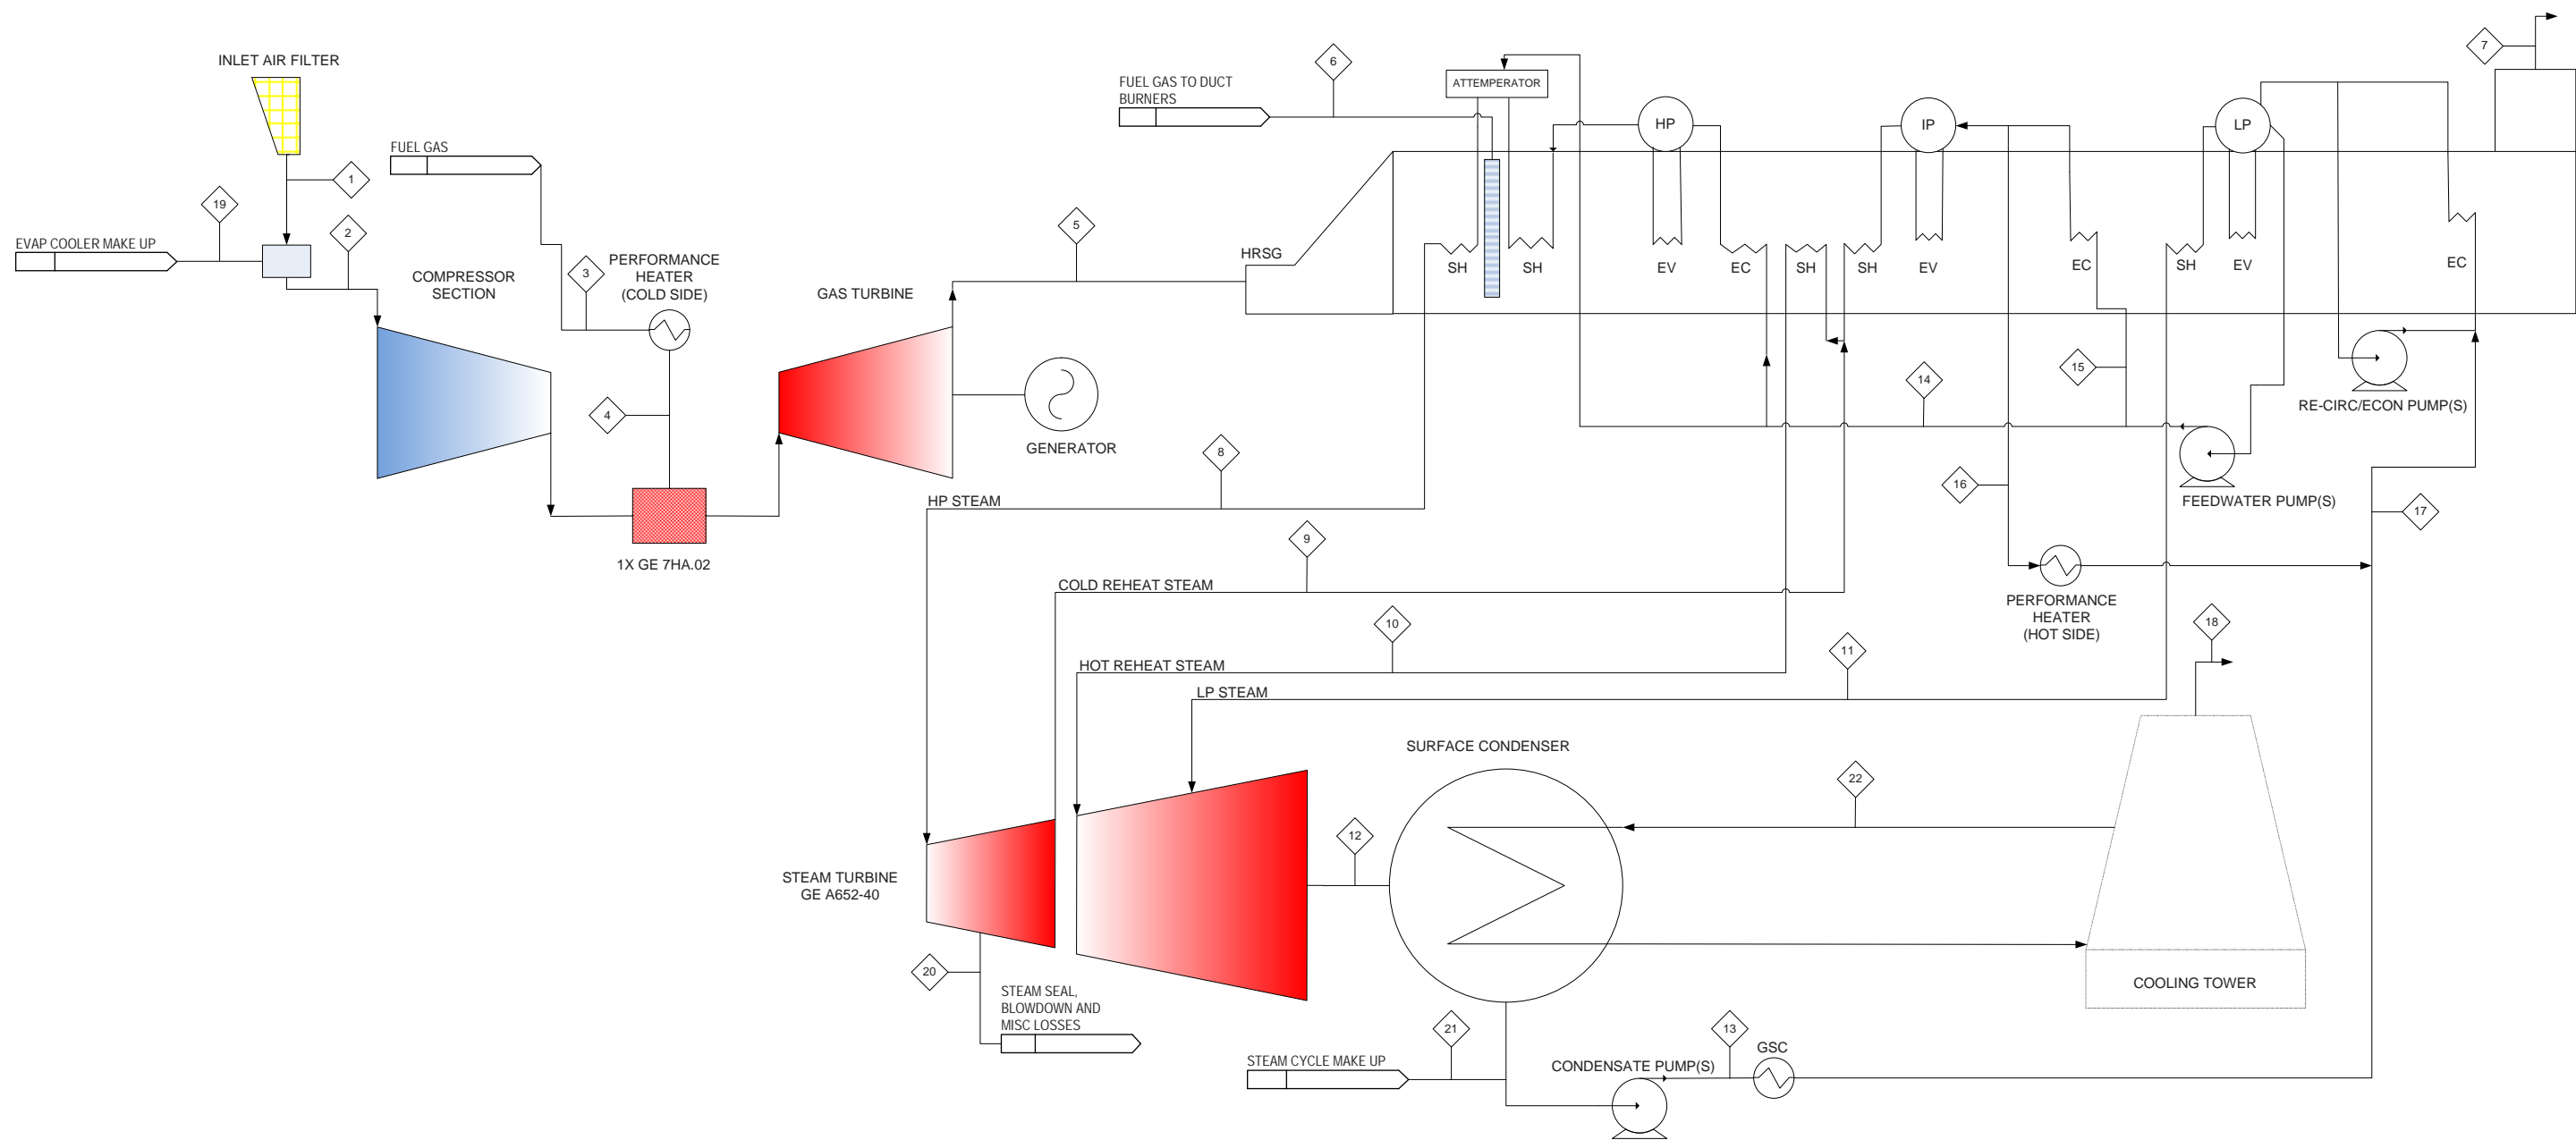 7
6
INLET AIR FILTER
FUEL GAS TO DUCT
BURNERS
ATTEMPERATOR
HP
IP
LP
FUEL GAS
1
19
2
5
EVAP COOLER MAKE UP
HRSG
SH
SH
EV
EC
SH
SH
EV
EC
SH
EV
EC
COMPRESSOR
SECTION
3
PERFORMANCE
HEATER
(COLD SIDE)
GAS TURBINE
4
GENERATOR
14
15
RE-CIRC/ECON PUMP(S)
8
16
FEEDWATER PUMP(S)
17
HP STEAM
9
1X GE 7HA.02
COLD REHEAT STEAM
PERFORMANCE
HEATER
(HOT SIDE)
10
18
11
HOT REHEAT STEAM
LP STEAM
SURFACE CONDENSER
22
12
STEAM TURBINE
GE A652-40
20
COOLING TOWER
STEAM SEAL,
BLOWDOWN AND
MISC LOSSES
21
13
GSC
STEAM CYCLE MAKE UP
CONDENSATE PUMP(S)